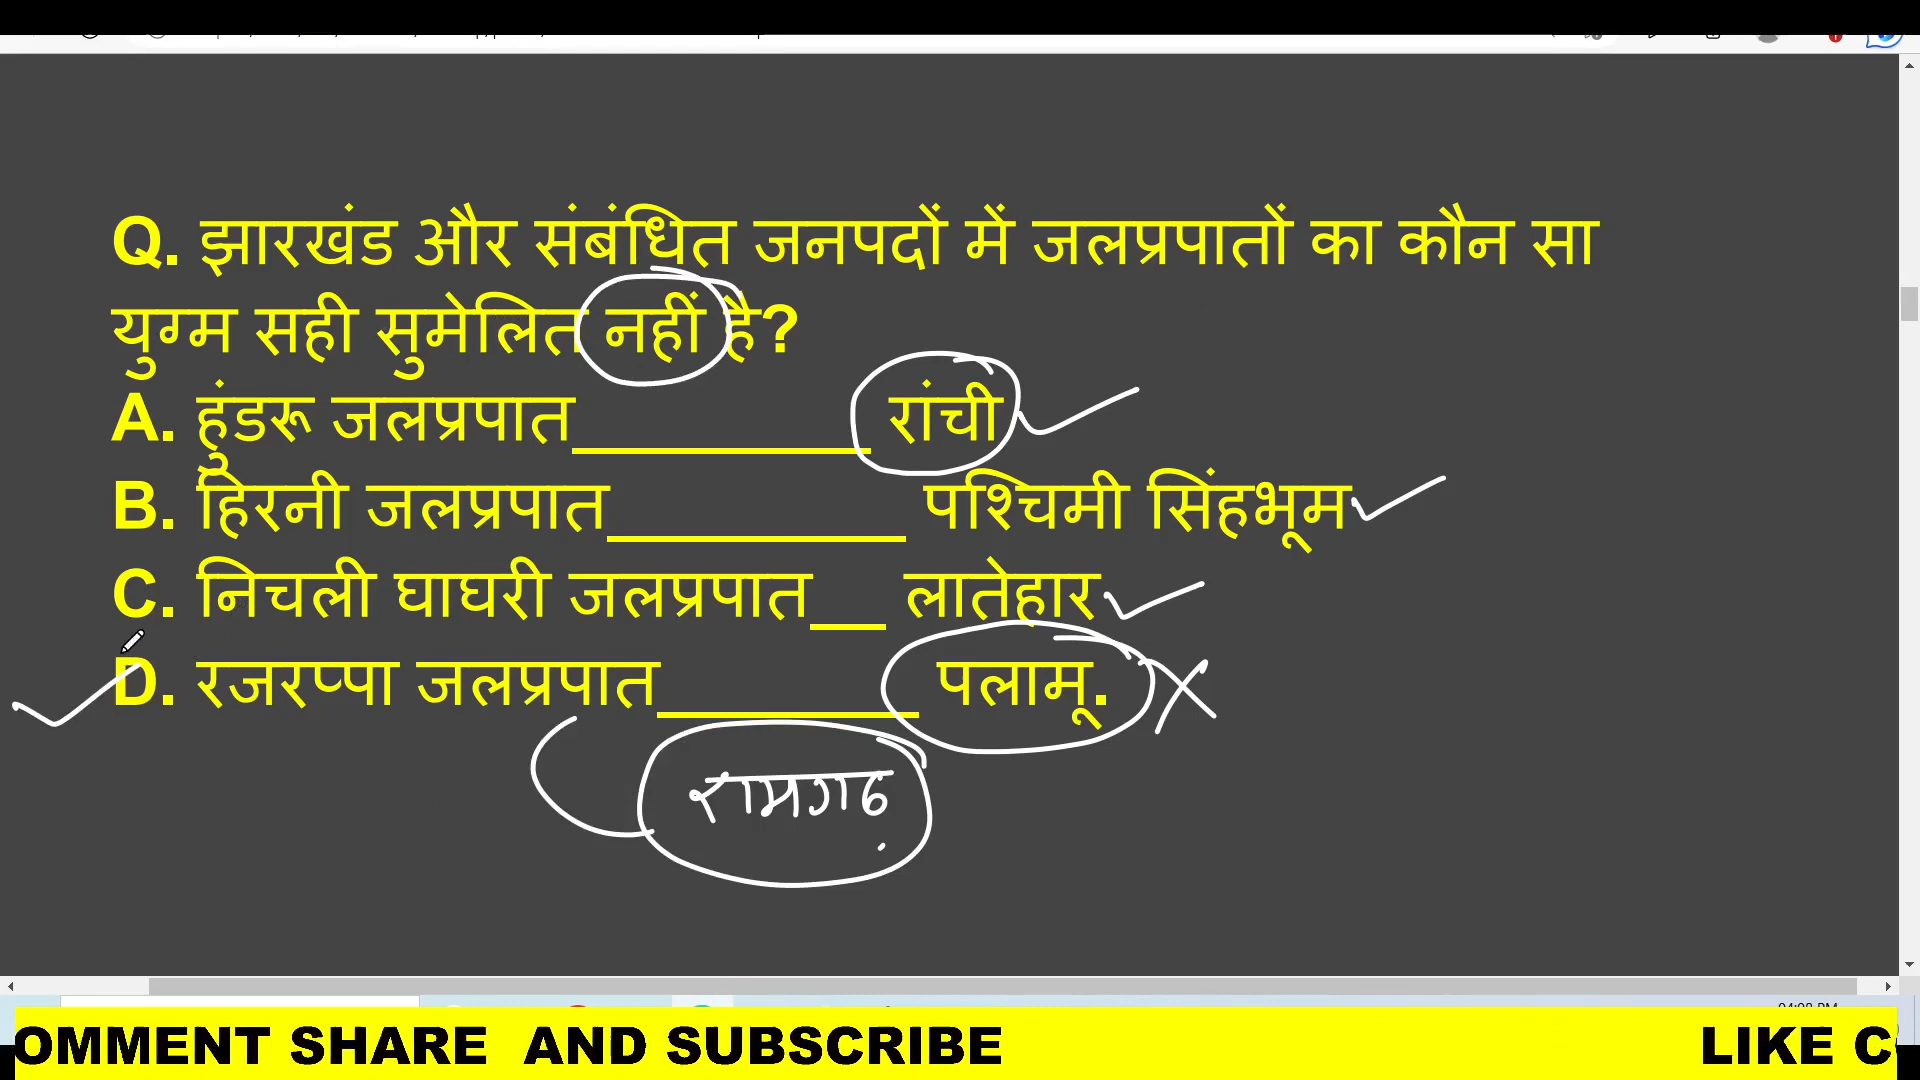 Q. झारखंड और संबंधित जनपदों में जलप्रपातों का कौन सा
युग्म सही सुमेलित नहीं है?
A. हुंडरू जलप्रपात________ रांची
B. हिरनी जलप्रपात________ पश्चिमी सिंहभूम
C. निचली घाघरी जलप्रपात__ लातेहार
D. रजरप्पा जलप्रपात_______ पलामू.
रामगढ़
OMMENT SHARE AND SUBSCRIBE LIKE C